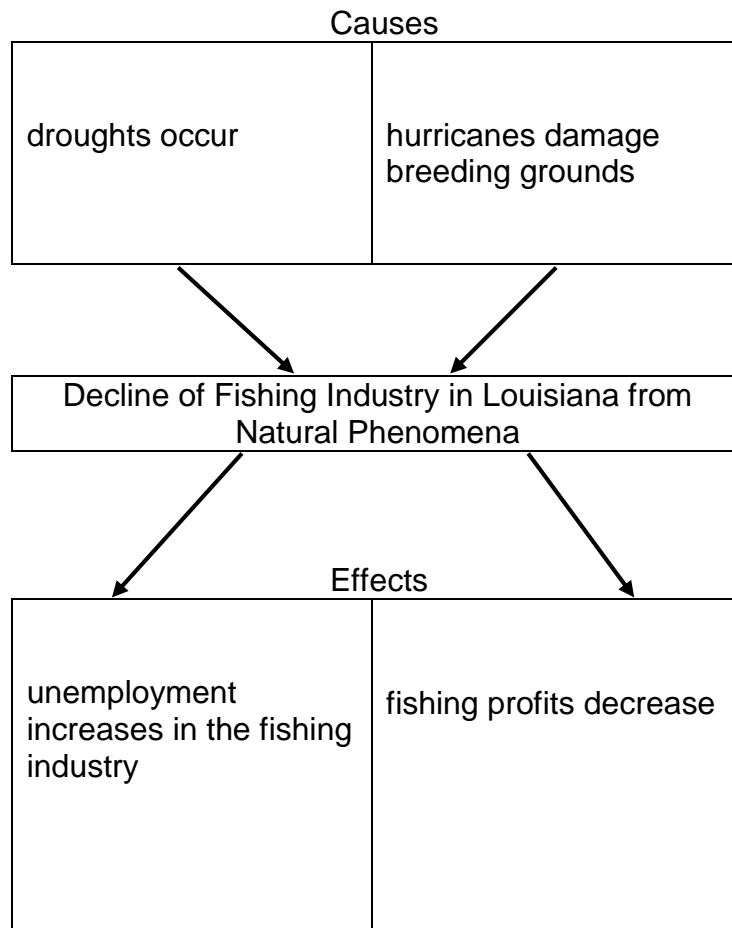 Causes
droughts occur
hurricanes damage
breeding grounds
Decline of Fishing Industry in Louisiana from
Natural Phenomena
Effects
unemployment
increases in the fishing
industry
fishing profits decrease